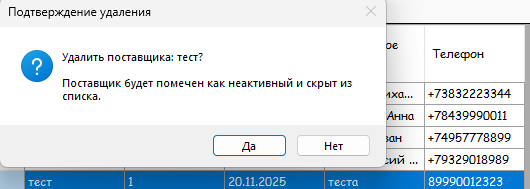 Подтверждение удаления
Удалить поставщика: тест?
Поставщик будет помечен как неактивный и скрыт из
списка.
Да
Нет
ое
Телефон
иха... +73832223344
Анна +78439990011
ван +74957778899
сий ... +79329018989
тест 1 20.11.2025 теста 89990012323